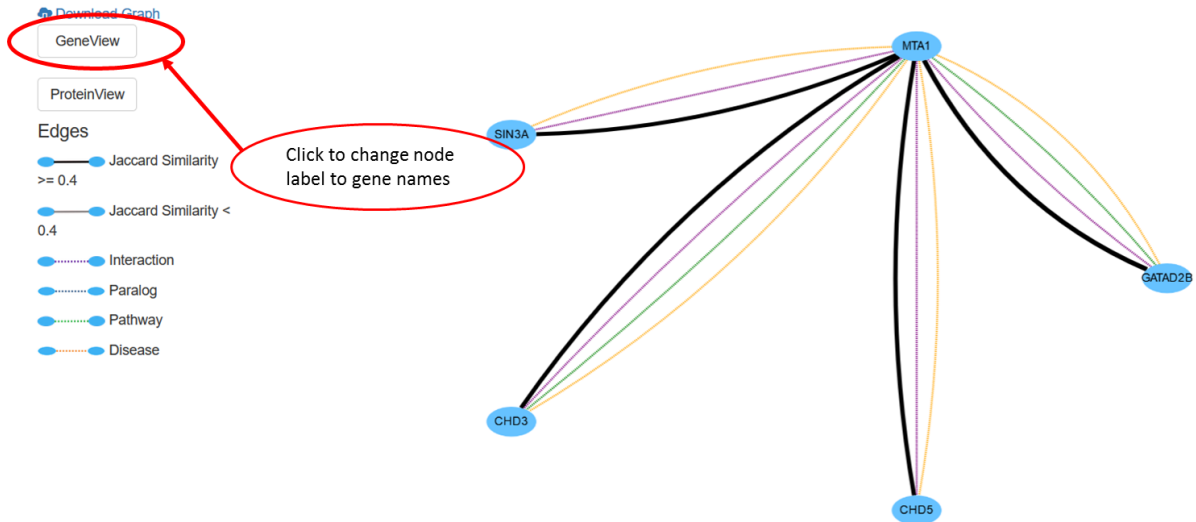 Download Graph
GeneView
ProteinView
Edges
Jaccard Similarity
>= 0.4
Jaccard Similarity <
0.4
Interaction
Paralog
Pathway
Disease
Click to change node
label to gene names
MTA1
SIN3A
GATAD2B
CHD3
CHD5